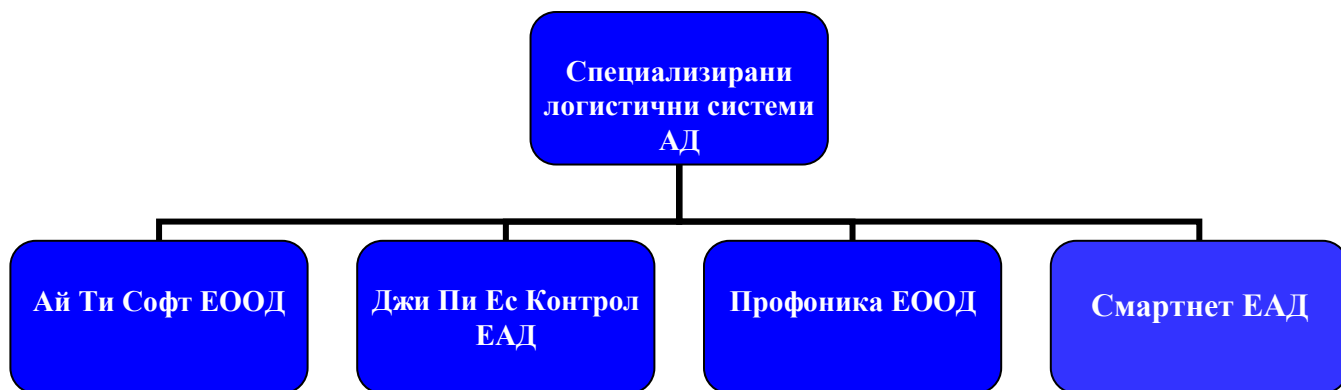 Специализирани
логистични системи
АД
Ай Ти Софт ЕООД
Джи Пи Ес Контрол
ЕАД
Профоника ЕООД
Смартнет ЕАД